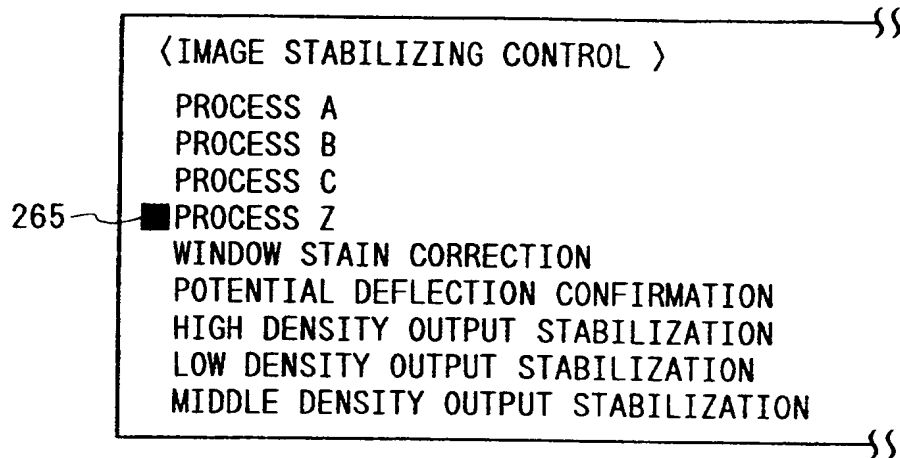 〈IMAGE STABILIZING CONTROL 〉
PROCESS A
PROCESS B
PROCESS C
265 PROCESS Z
WINDOW STAIN CORRECTION
POTENTIAL DEFLECTION CONFIRMATION
HIGH DENSITY OUTPUT STABILIZATION
LOW DENSITY OUTPUT STABILIZATION
MIDDLE DENSITY OUTPUT STABILIZATION